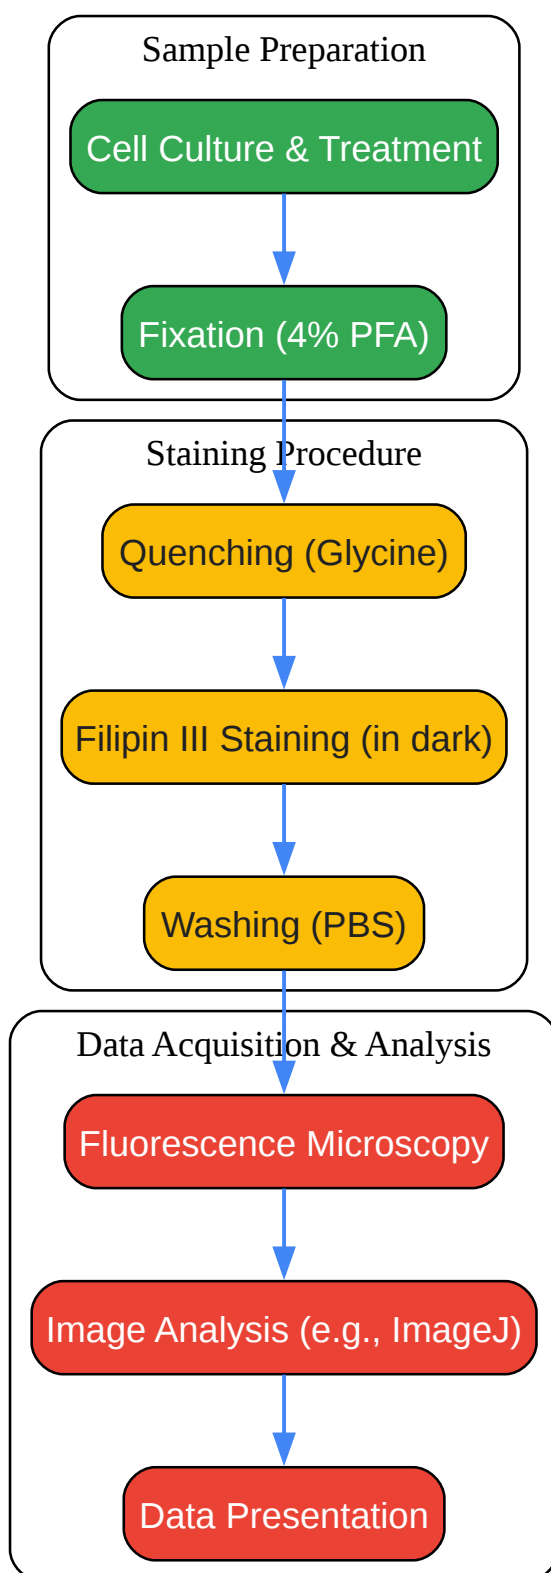 Sample Preparation
Cell Culture & Treatment
Fixation (4% PFA)
Staining Procedure
Quenching (Glycine)
Filipin III Staining (in dark)
Washing (PBS)
Data Acquisition & Analysis
Fluorescence Microscopy
Image Analysis (e.g., ImageJ)
Data Presentation